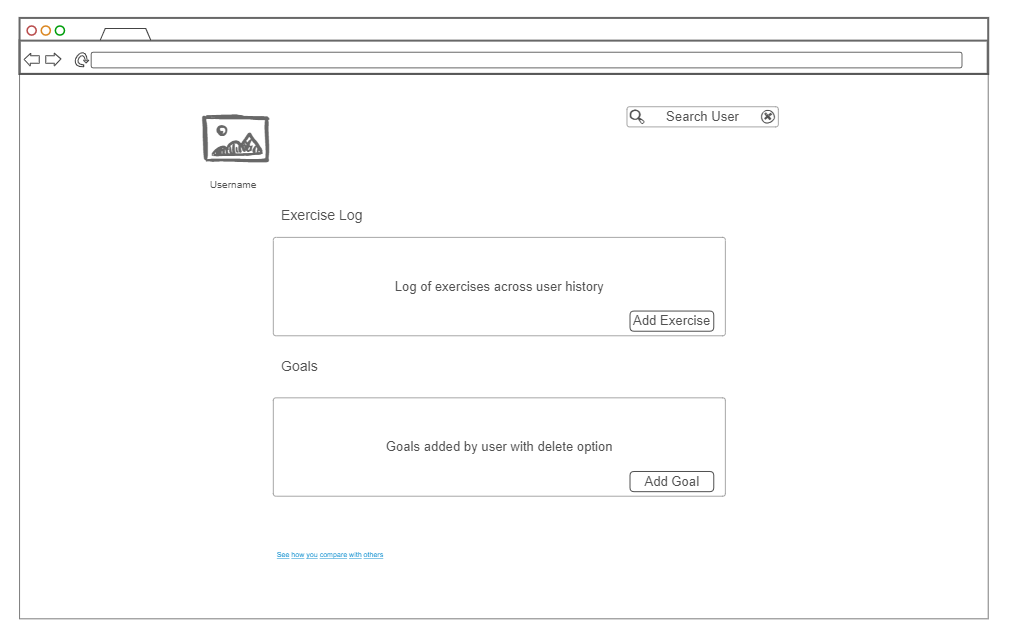 Search User
Username
Exercise Log
Log of exercises across user history
Add Exercise
Goals
Goals added by user with delete option
Add Goal
See how you compare with others